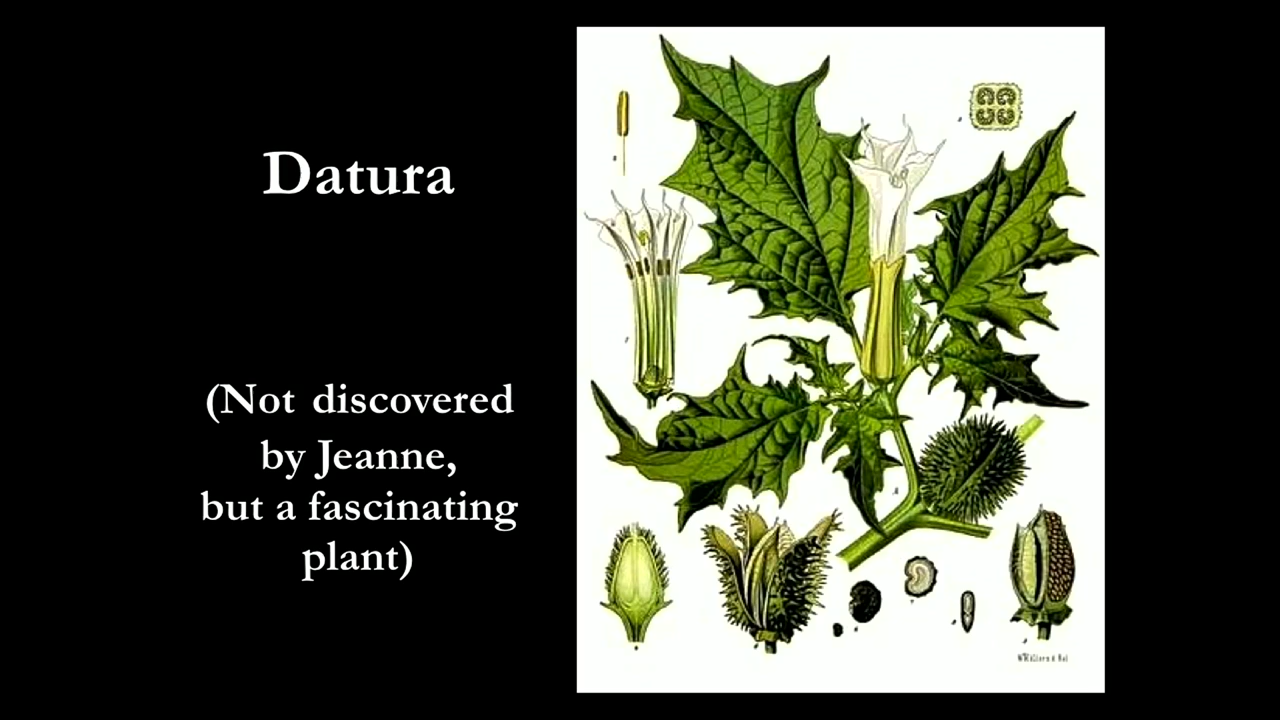 Datura
(Not discovered
by Jeanne,
but a fascinating
plant)